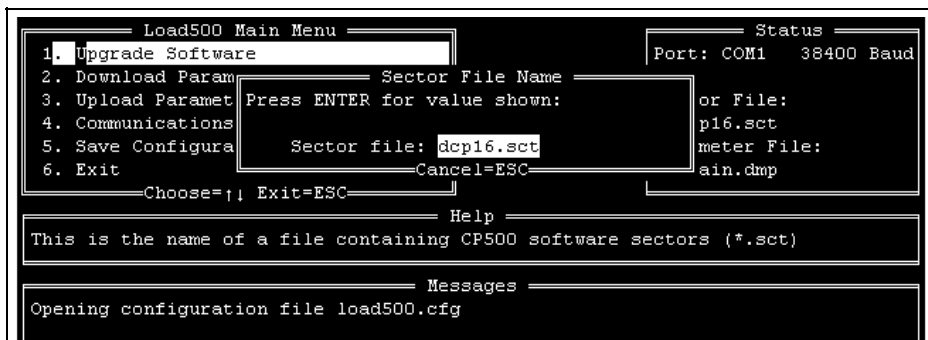 Load500 Main Menu
1. Upgrade Software
2. Download Param
3. Upload Paramet
4. Communications
5. Save Configura
6. Exit
Choose=↑↓ Exit=ESC
Sector File Name
Press ENTER for value shown:
Sector file: dcp16.sct
Cancel=ESC
Status
Port: COM1 38400 Baud
or File:
p16.sct
meter File:
ain.dmp
Help
This is the name of a file containing CP500 software sectors (*.sct)
Messages
Opening configuration file load500.cfg